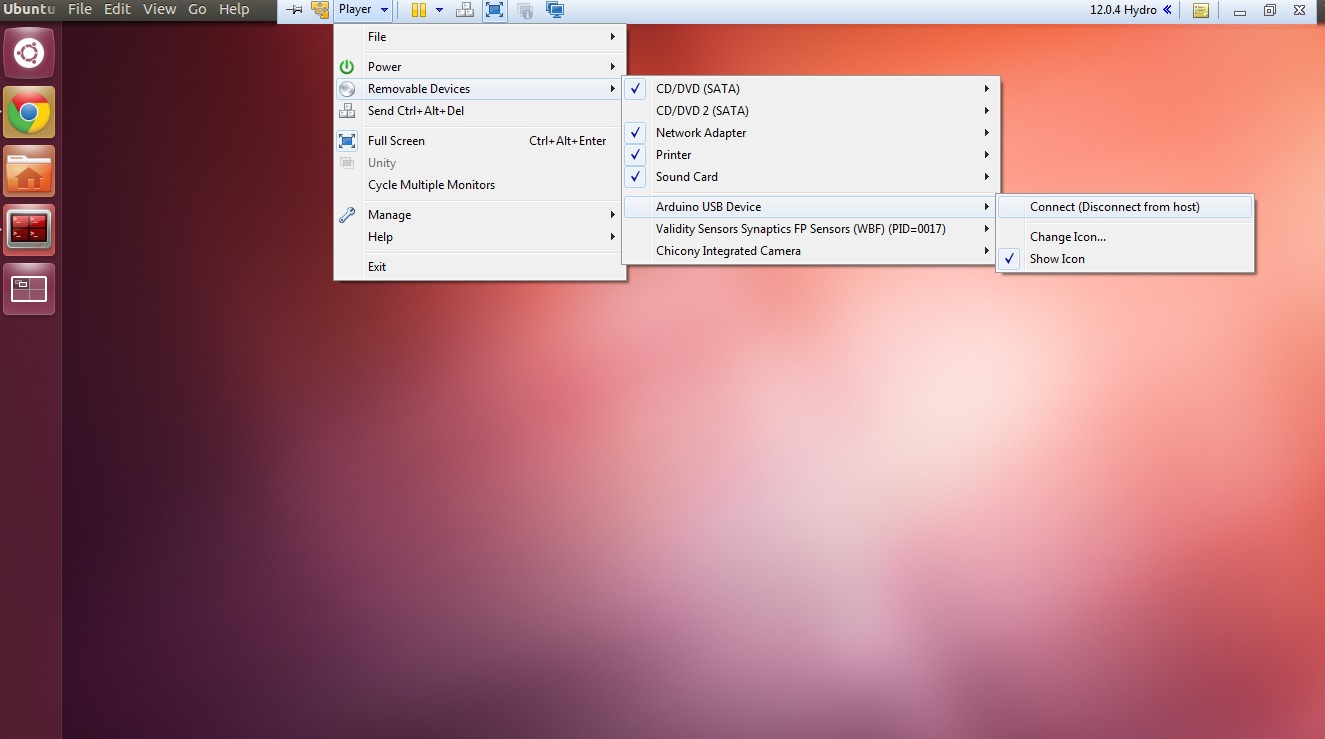 Ubuntu File Edit View Go Help Player 12.0.4 Hydro
File
Power
Removable Devices
Send Ctrl+Alt+Del
Full Screen Ctrl+Alt+Enter
Unity
Cycle Multiple Monitors
Manage
Help
Exit
CD/DVD (SATA)
CD/DVD 2 (SATA)
Network Adapter
Printer
Sound Card
Arduino USB Device
Validity Sensors Synaptics FP Sensors (WBF) (PID=0017)
Chicony Integrated Camera
Connect (Disconnect from host)
Change Icon...
Show Icon